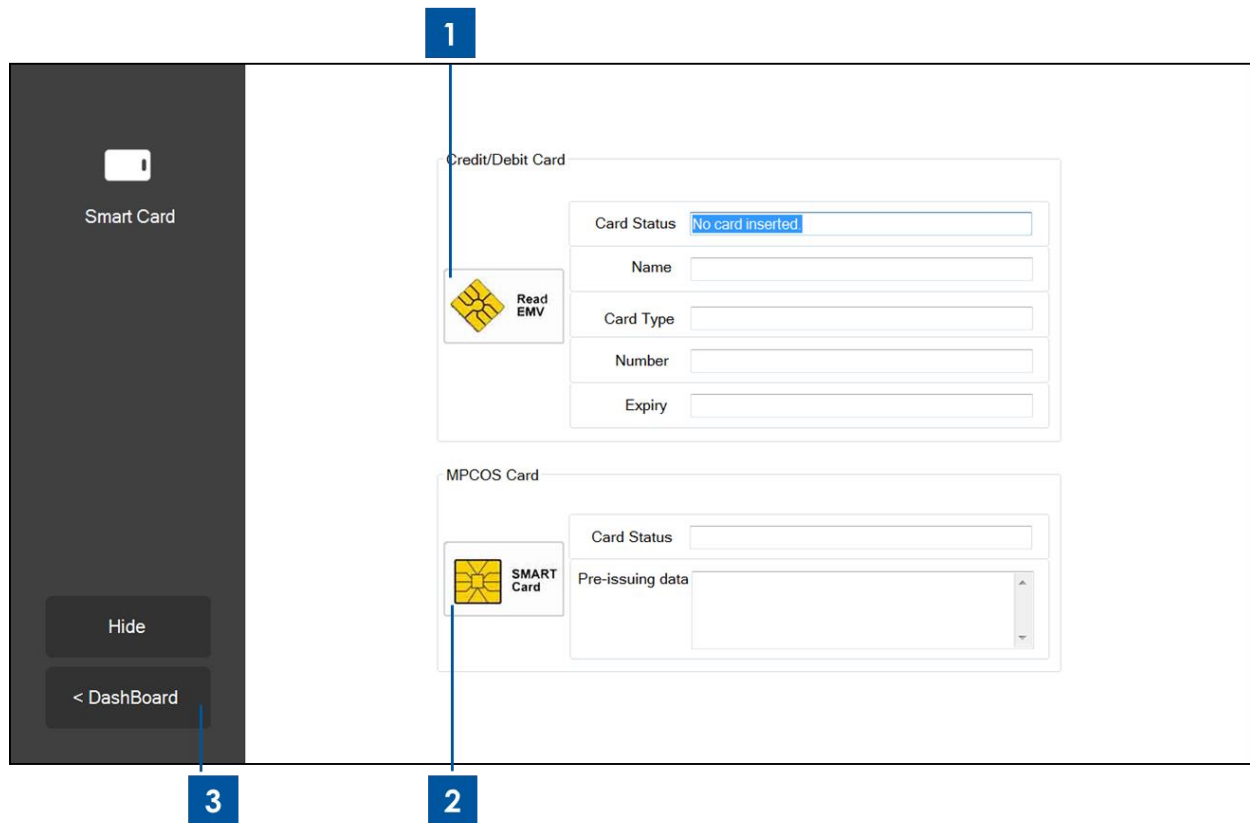 1
Smart Card
Credit/Debit Card
Read
EMV
Card Status No card inserted.
Name
Card Type
Number
Expiry
MPCOS Card
SMART
Card
Card Status
Pre-issuing data
Hide
< DashBoard
3
2